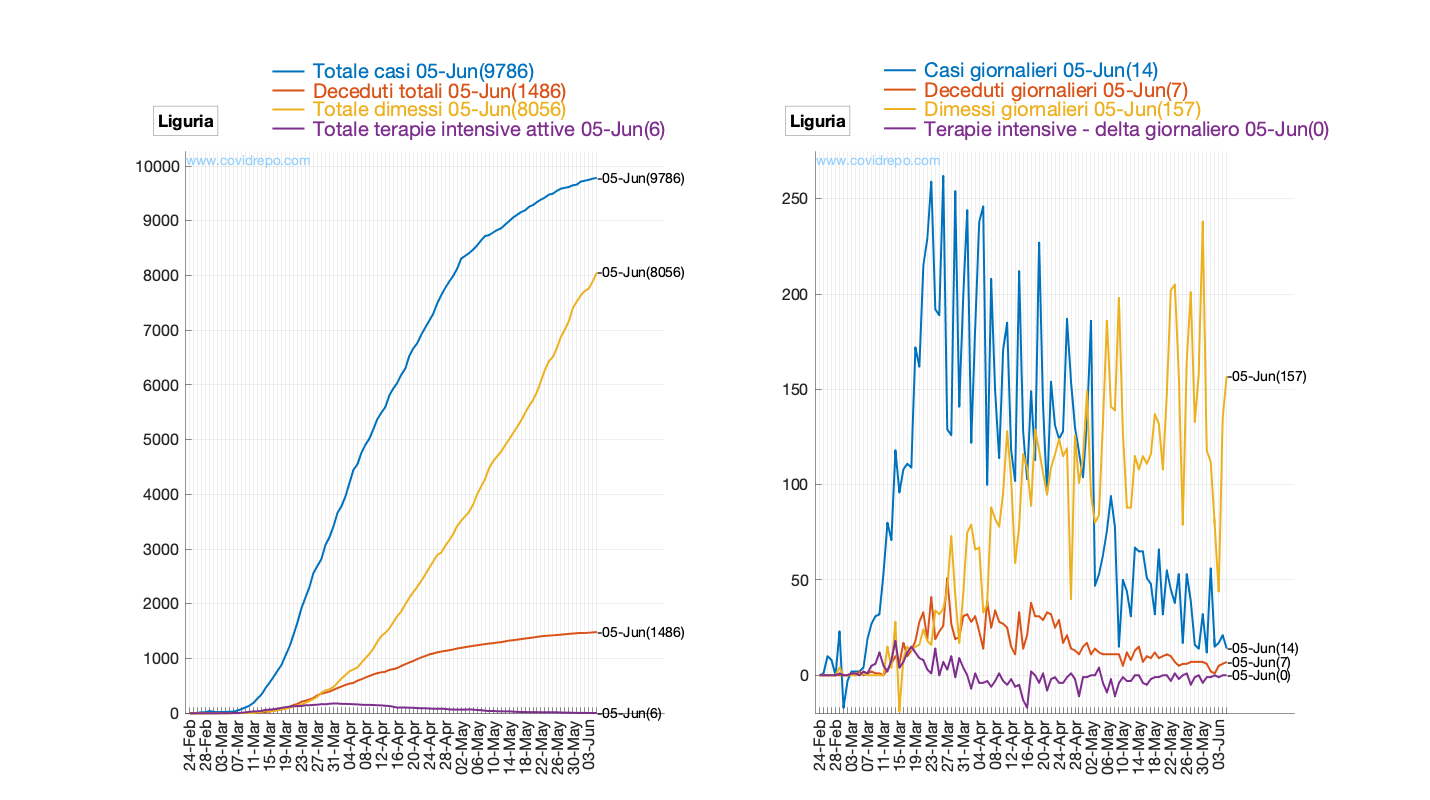 Totale casi 05-Jun(9786)
Deceduti totali 05-Jun(1486)
Totale dimessi 05-Jun(8056)
Totale terapie intensive attive 05-Jun(6)
Liguria
www.covidrepo.com
10000
9000
8000
7000
6000
5000
4000
3000
2000
1000
0
-05-Jun(9786)
-05-Jun(8056)
-05-Jun(1486)
-05-Jun(6)
24-Feb
28-Feb
03-Mar
07-Mar
11-Mar
15-Mar
19-Mar
23-Mar
27-Mar
31-Mar
04-Apr
08-Apr
12-Apr
16-Apr
20-Apr
24-Apr
28-Apr
02-May
06-May
10-May
14-May
18-May
22-May
26-May
30-May
03-Jun
Casi giornalieri 05-Jun(14)
Deceduti giornalieri 05-Jun(7)
Dimessi giornalieri 05-Jun(157)
Terapie intensive - delta giornaliero 05-Jun(0)
Liguria
www.covidrepo.com
250
200
150
100
50
0
-05-Jun(157)
-05-Jun(14)
-05-Jun(7)
-05-Jun(0)
24-Feb
28-Feb
03-Mar
07-Mar
11-Mar
15-Mar
19-Mar
23-Mar
27-Mar
31-Mar
04-Apr
08-Apr
12-Apr
16-Apr
20-Apr
24-Apr
28-Apr
02-May
06-May
10-May
14-May
18-May
22-May
26-May
30-May
03-Jun